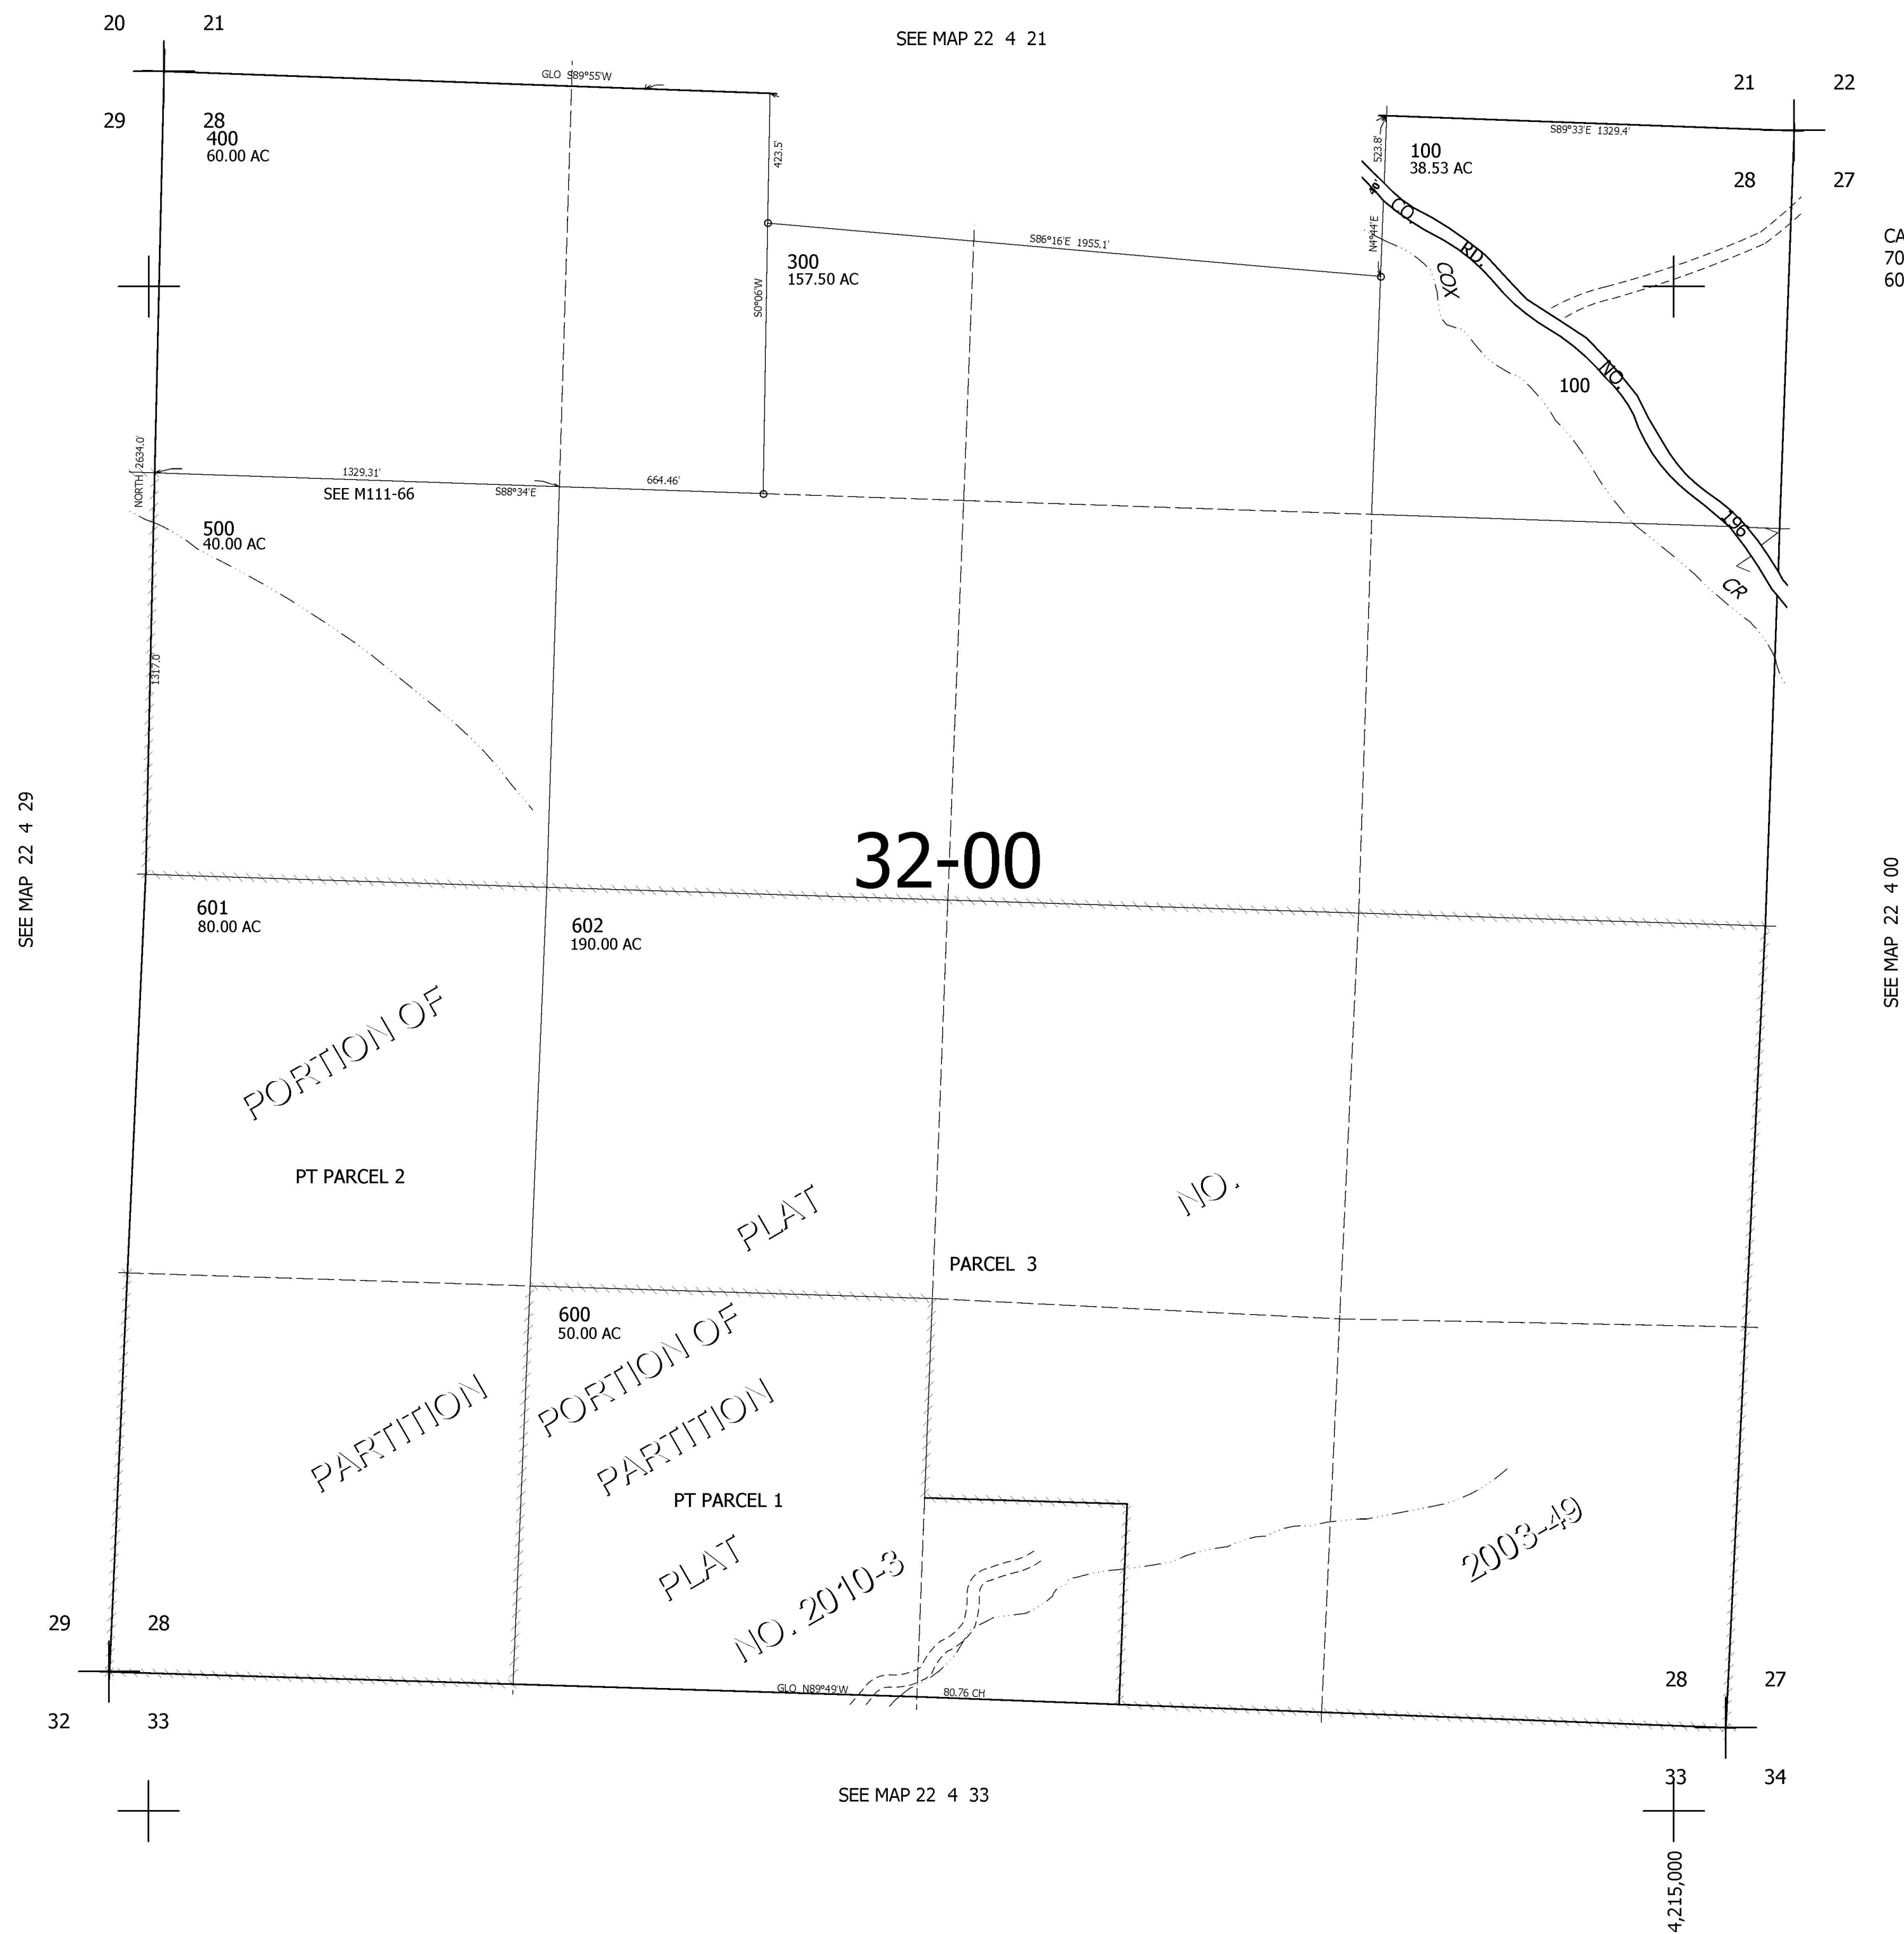 20 21
SEE MAP 22 4 21
GLO S89°55'W
21 22
29 28
400
60.00 AC
423.5'
523.8'
S89°33'E 1329.4'
100
38.53 AC
28 27
40'
CO.
RD.
NO.
196
N4°44'E
S86°16'E 1955.1'
300
157.50 AC
S0°06'W
COX
CR
CA
70
60
100
NORTH 2634.0'
1329.31'
SEE M111-66
S88°34'E
664.46'
500
40.00 AC
1317.0'
SEE MAP 22 4 29
32-00
SEE MAP 22 4 00
601
80.00 AC
602
190.00 AC
PORTION OF
PT PARCEL 2
PLAT
NO.
PARCEL 3
600
50.00 AC
PORTION OF
PARTITION
PARTITION
PT PARCEL 1
PLAT
NO. 2010-3
2003-49
29 28
28 27
GLO N89°49'W
80.76 CH
32 33
33 34
SEE MAP 22 4 33
4,215,000